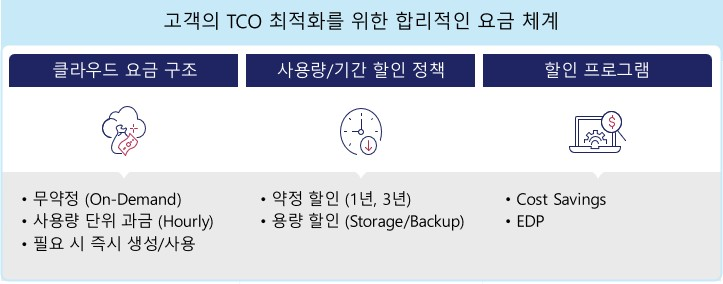 고객의 TCO 최적화를 위한 합리적인 요금 체계
클라우드 요금 구조
• 무약정 (On-Demand)
• 사용량 단위 과금 (Hourly)
• 필요 시 즉시 생성/사용
사용량/기간 할인 정책
• 약정 할인 (1년, 3년)
• 용량 할인 (Storage/Backup)
할인 프로그램
$
• Cost Savings
• EDP